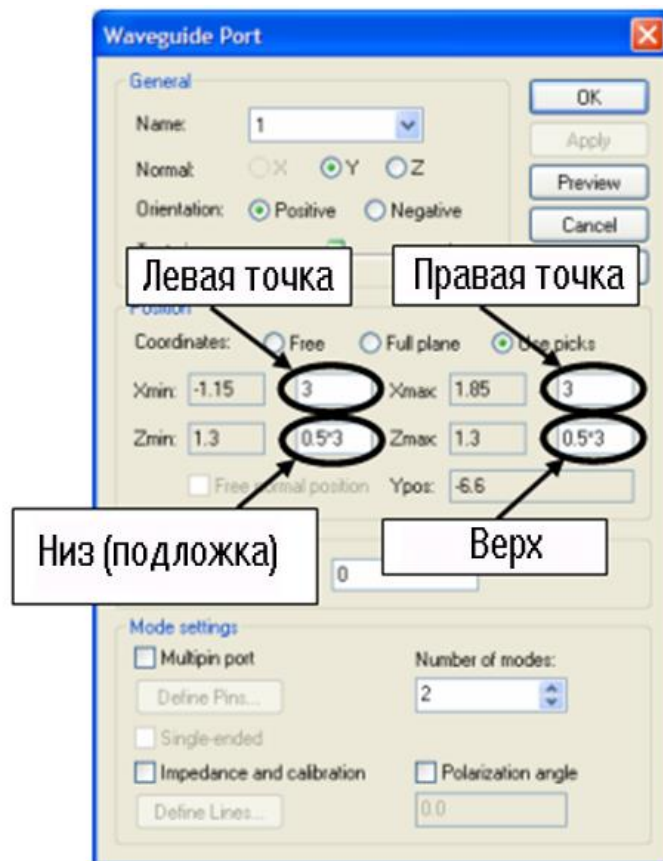 Waveguide Port
General
OK
Name: 1
Apply
Normal: X Y Z
Preview
Orientation: Positive Negative
Cancel
Левая точка
Правая точка
Position
Coordinates: Free Full plane Use picks
Xmin: -1.15 3 Xmax: 1.85 3
Zmin: 1.3 0.5*3 Zmax: 1.3 0.5*3
Free normal position Ypos: -6.6
Низ (подложка)
Верх
0
Mode settings
Multipin port Number of modes:
Define Pins... 2
Single-ended
Impedance and calibration Polarization angle
Define Lines... 0.0